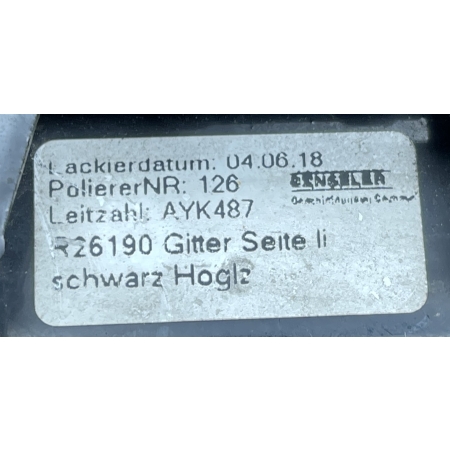 Lackierdatum: 04.06.18
PoliererNR: 126
Leitzahl: AYK487
R26190 Gitter Seite li
schwarz Hoglz